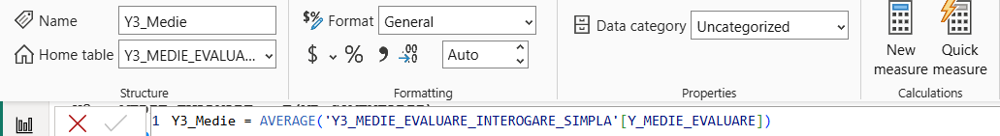 Name Y3_Medie
Format General
Data category Uncategorized
New measure
Quick measure
Home table Y3_MEDIE_EVALUA...
$ % , .00 Auto
Structure
Formatting
Properties
Calculations
1 Y3_Medie = AVERAGE('Y3_MEDIE_EVALUARE_INTEROGARE_SIMPLA'[Y_MEDIE_EVALUARE])